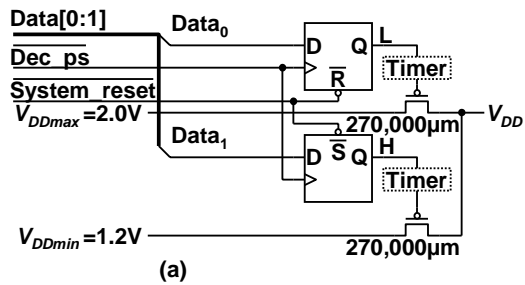 Data[0:1]
Data0
L
D Q
Dec_ps
R
Timer
System_reset
VDDmax =2.0V
VDD
270,000µm
Data1
S
D Q
H
Timer
VDDmin =1.2V
270,000µm
(a)